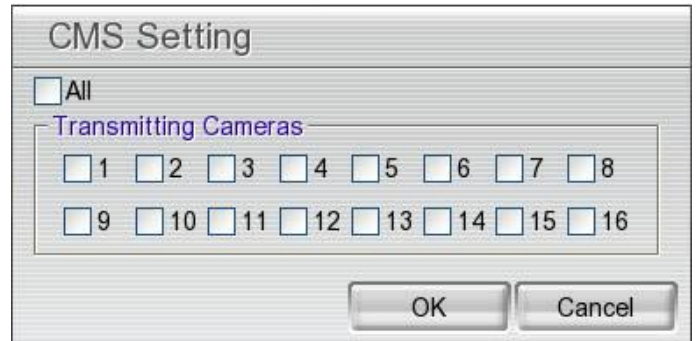 CMS Setting
All
Transmitting Cameras
1 2 3 4 5 6 7 8
9 10 11 12 13 14 15 16
OK Cancel